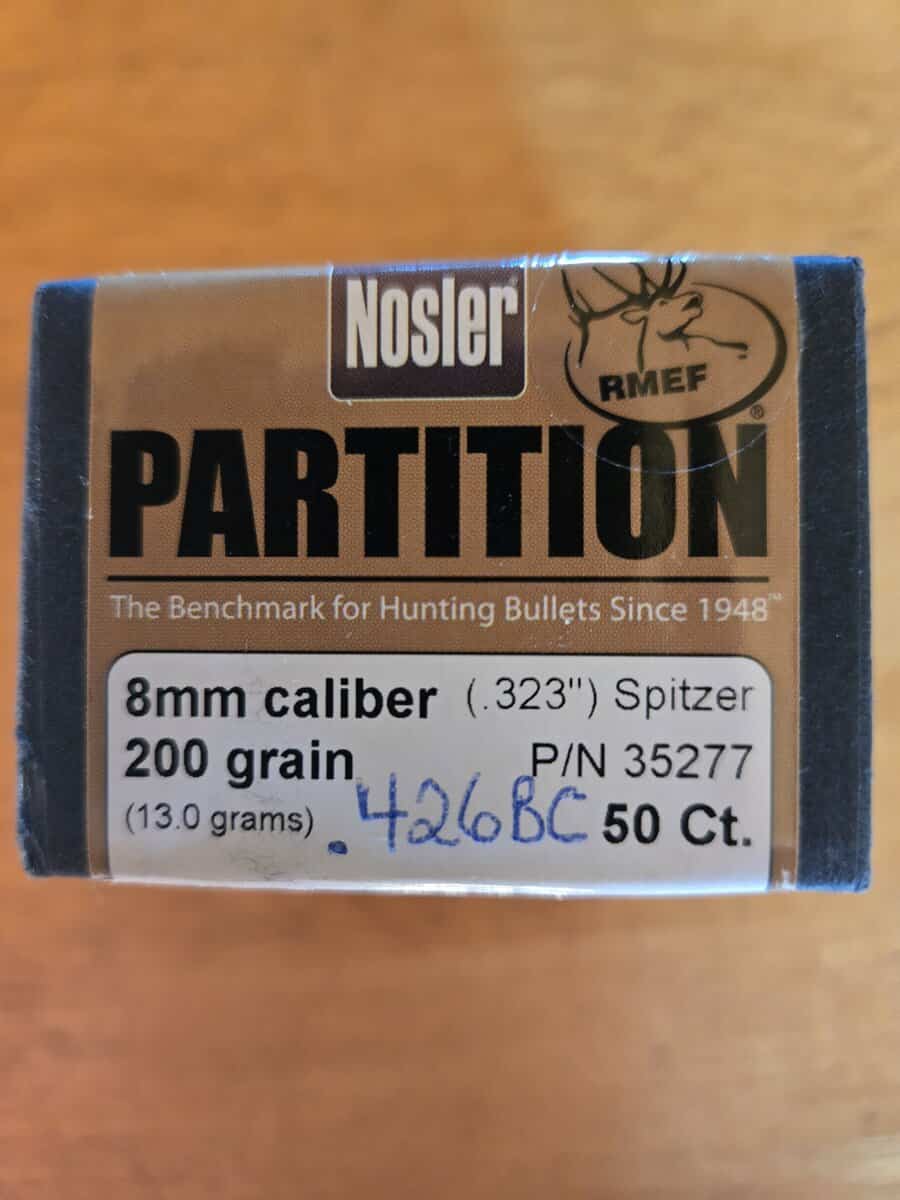 Nosler®
RMEF®
PARTITION
The Benchmark for Hunting Bullets Since 1948™
8mm caliber (.323") Spitzer
200 grain P/N 35277
(13.0 grams) .426BC 50 Ct.